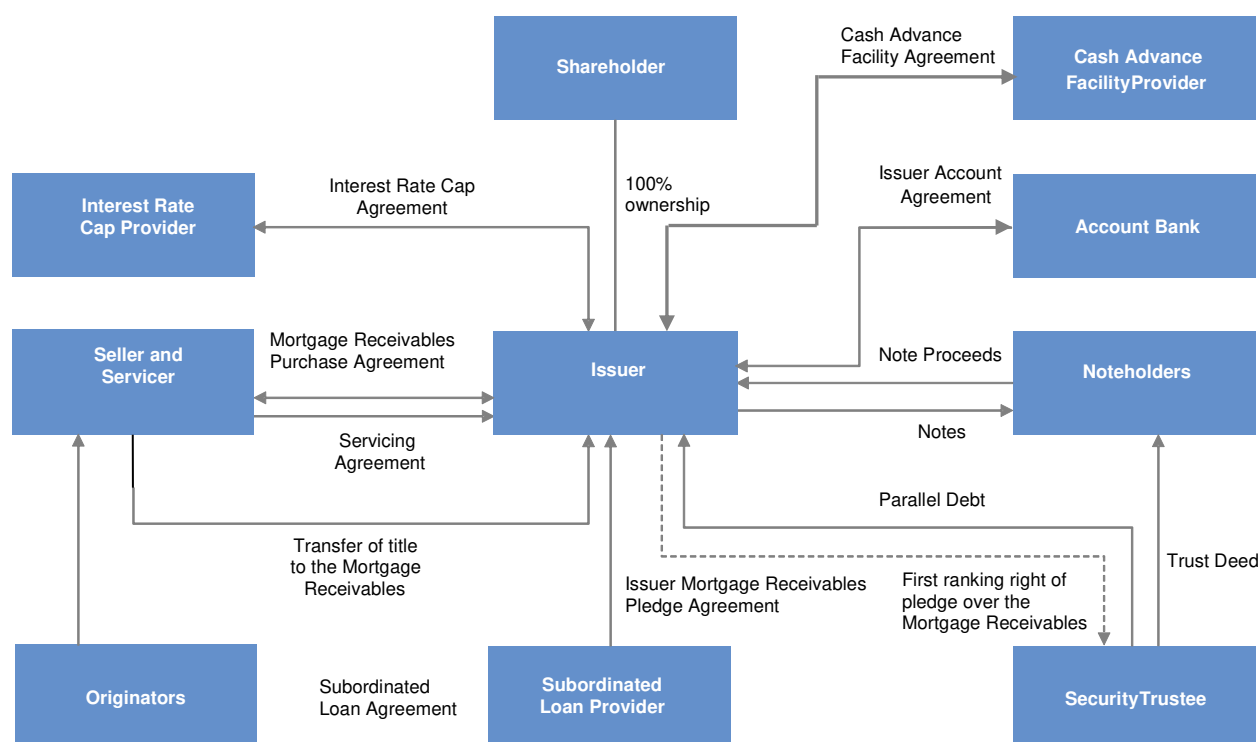 Shareholder
Cash Advance
Facility Agreement
Cash Advance
FacilityProvider
Interest Rate
Cap Provider
Interest Rate Cap
Agreement
100%
ownership
Issuer Account
Agreement
Account Bank
Seller and
Servicer
Mortgage Receivables
Purchase Agreement
Issuer
Note Proceeds
Noteholders
Servicing
Agreement
Notes
Parallel Debt
Transfer of title
to the Mortgage
Receivables
Issuer Mortgage Receivables
Pledge Agreement
First ranking right of
pledge over the
Mortgage Receivables
Trust Deed
Originators
Subordinated
Loan Agreement
Subordinated
Loan Provider
SecurityTrustee